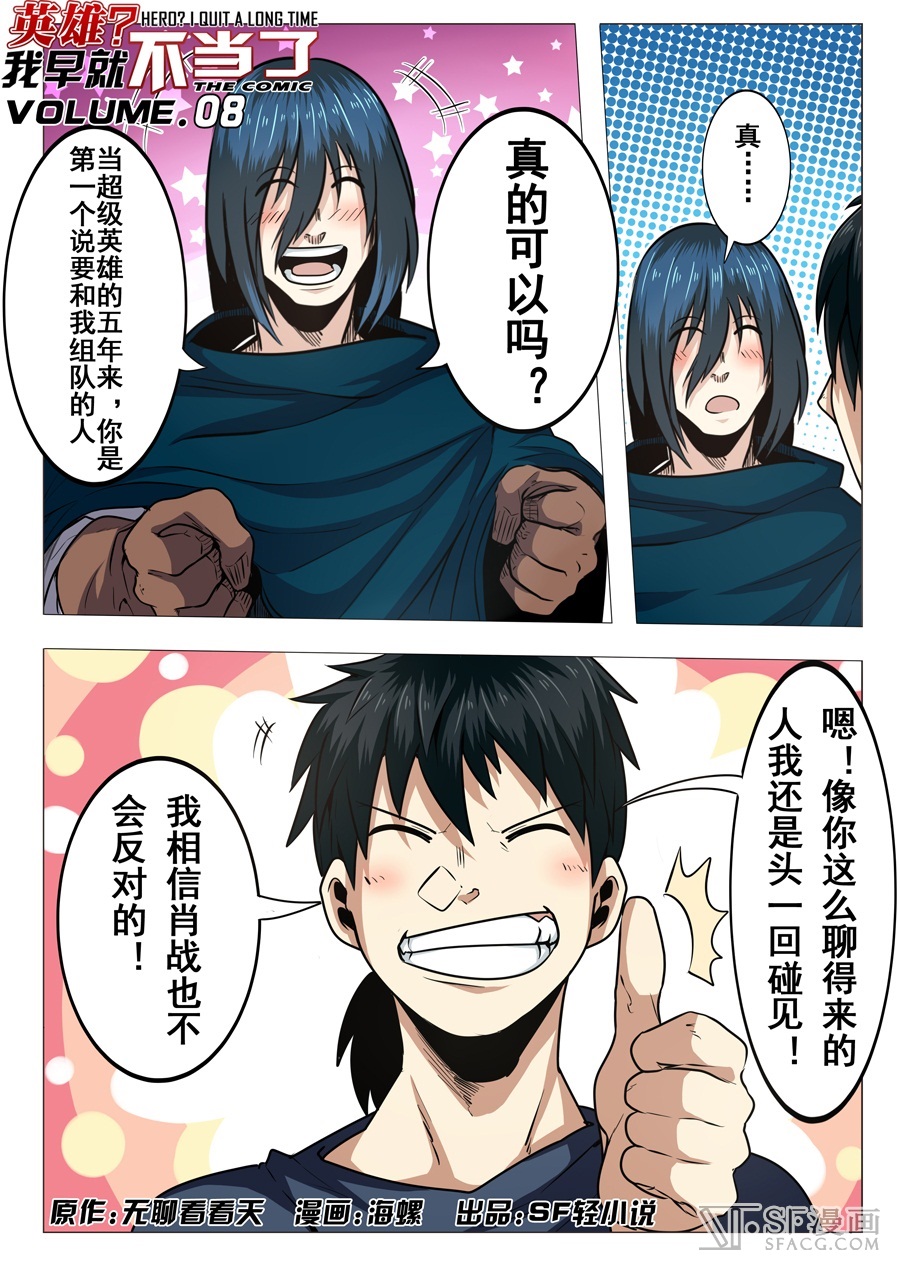 英雄?
HERO? I QUIT A LONG TIME
我早就不当了
THE COMIC
VOLUME.08
真……
真的可以吗?
当超级英雄的五年来,你是
第一个说要和我组队的人
嗯!像你这么聊得来的
人我还是头一回碰见!
我相信肖战也不
会反对的!
原作:无聊看看天 漫画:海螺 出品:SF轻小说
SF漫画
SFACG.COM